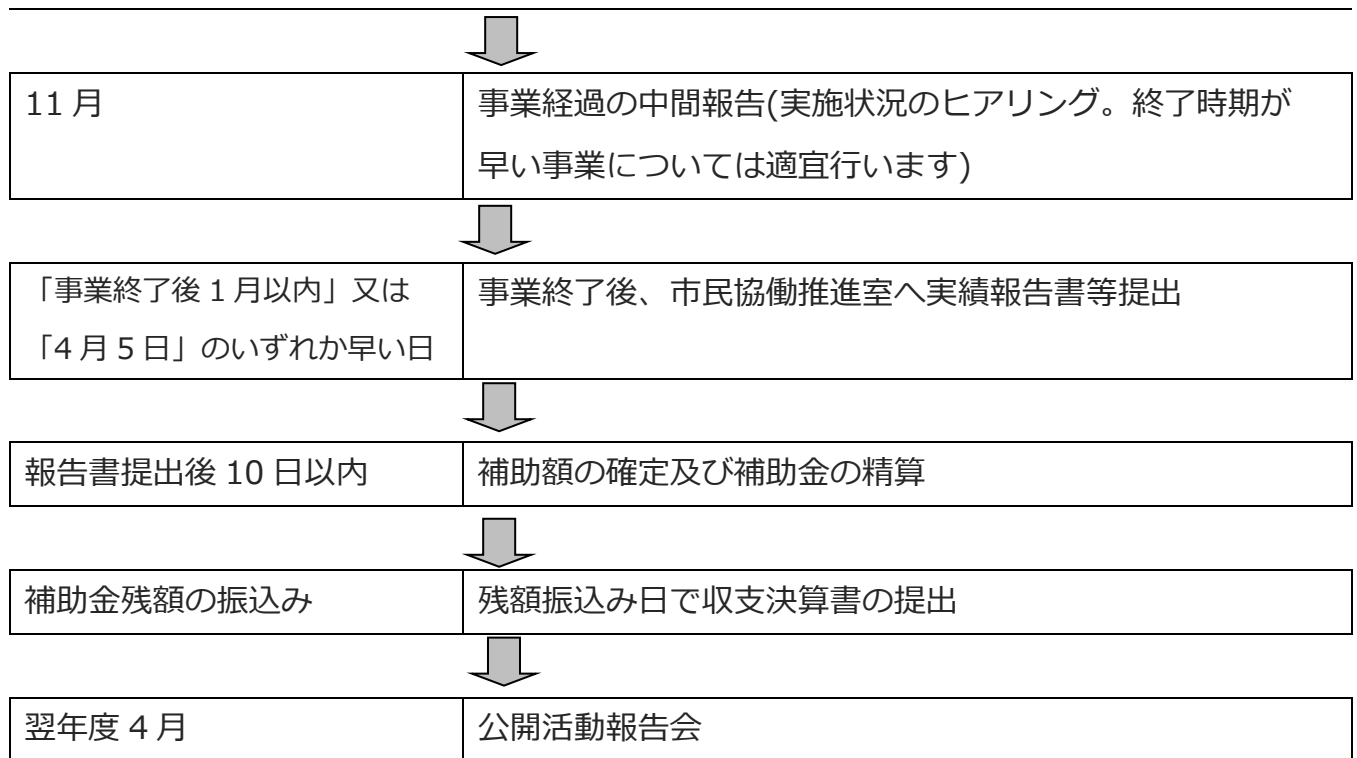 11月
事業経過の中間報告(実施状況のヒアリング。終了時期が
早い事業については適宜行います)
「事業終了後1月以内」又は
「4月5日」のいずれか早い日
事業終了後、市民協働推進室へ実績報告書等提出
報告書提出後10日以内
補助額の確定及び補助金の精算
補助金残額の振込み
残額振込み日で収支決算書の提出
翌年度4月
公開活動報告会